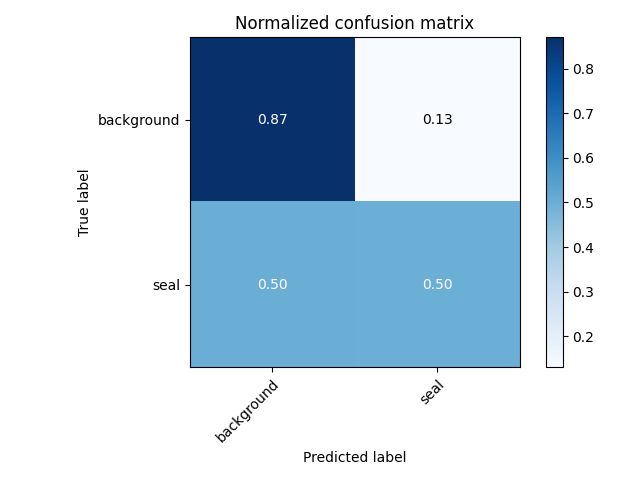 Normalized confusion matrix
True label
background
seal
0.87 0.13
0.50 0.50
background seal
Predicted label
0.8
0.7
0.6
0.5
0.4
0.3
0.2